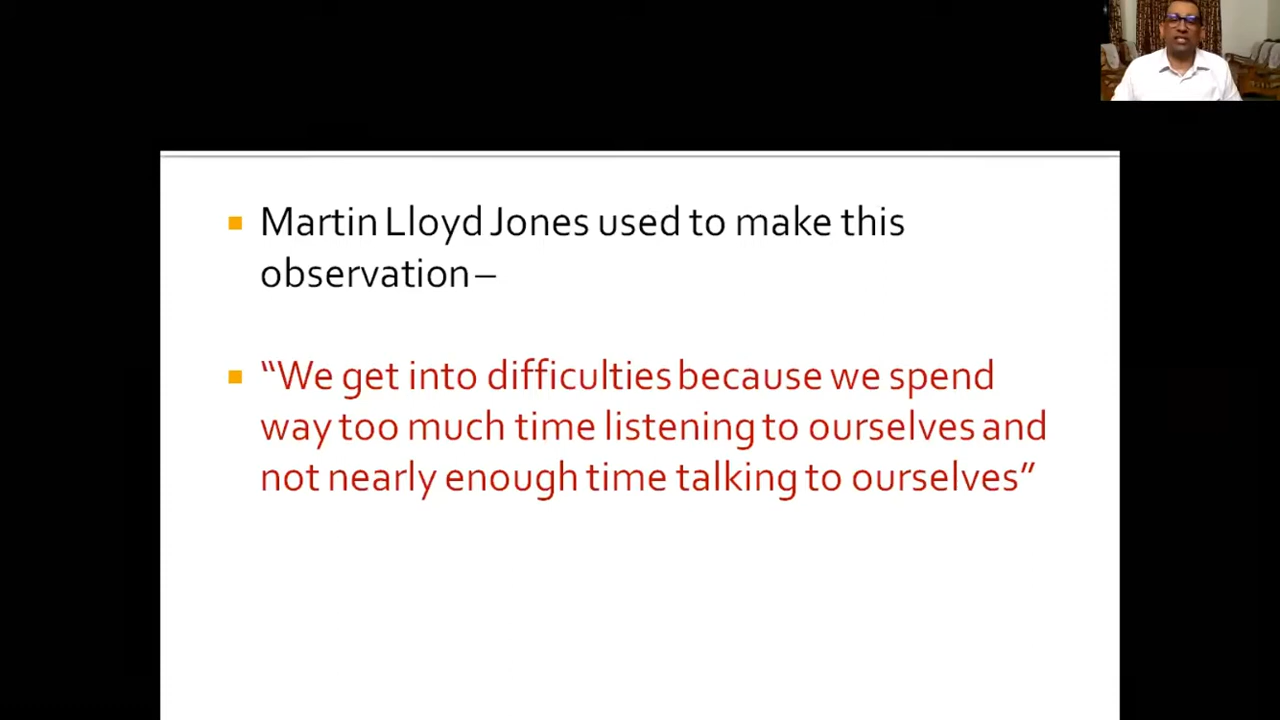 Martin Lloyd Jones used to make this
observation –
“We get into difficulties because we spend
way too much time listening to ourselves and
not nearly enough time talking to ourselves”